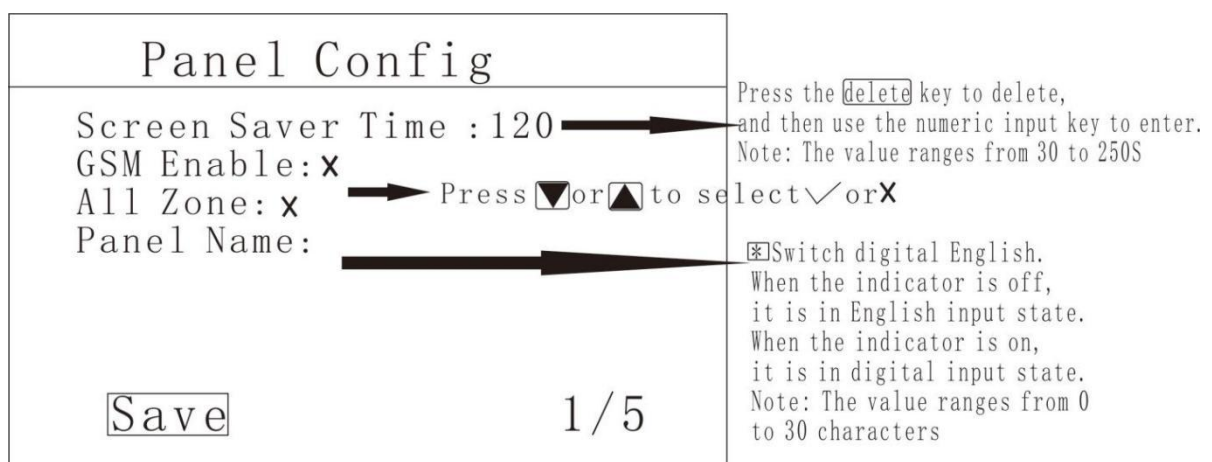 Panel Config
Screen Saver Time :120
GSM Enable:x
All Zone: x
Panel Name:
Save
1/5
Press the delete key to delete,
and then use the numeric input key to enter.
Note: The value ranges from 30 to 250S
Press ▼or▲to select✓orX
*Switch digital English.
When the indicator is off,
it is in English input state.
When the indicator is on,
it is in digital input state.
Note: The value ranges from 0
to 30 characters